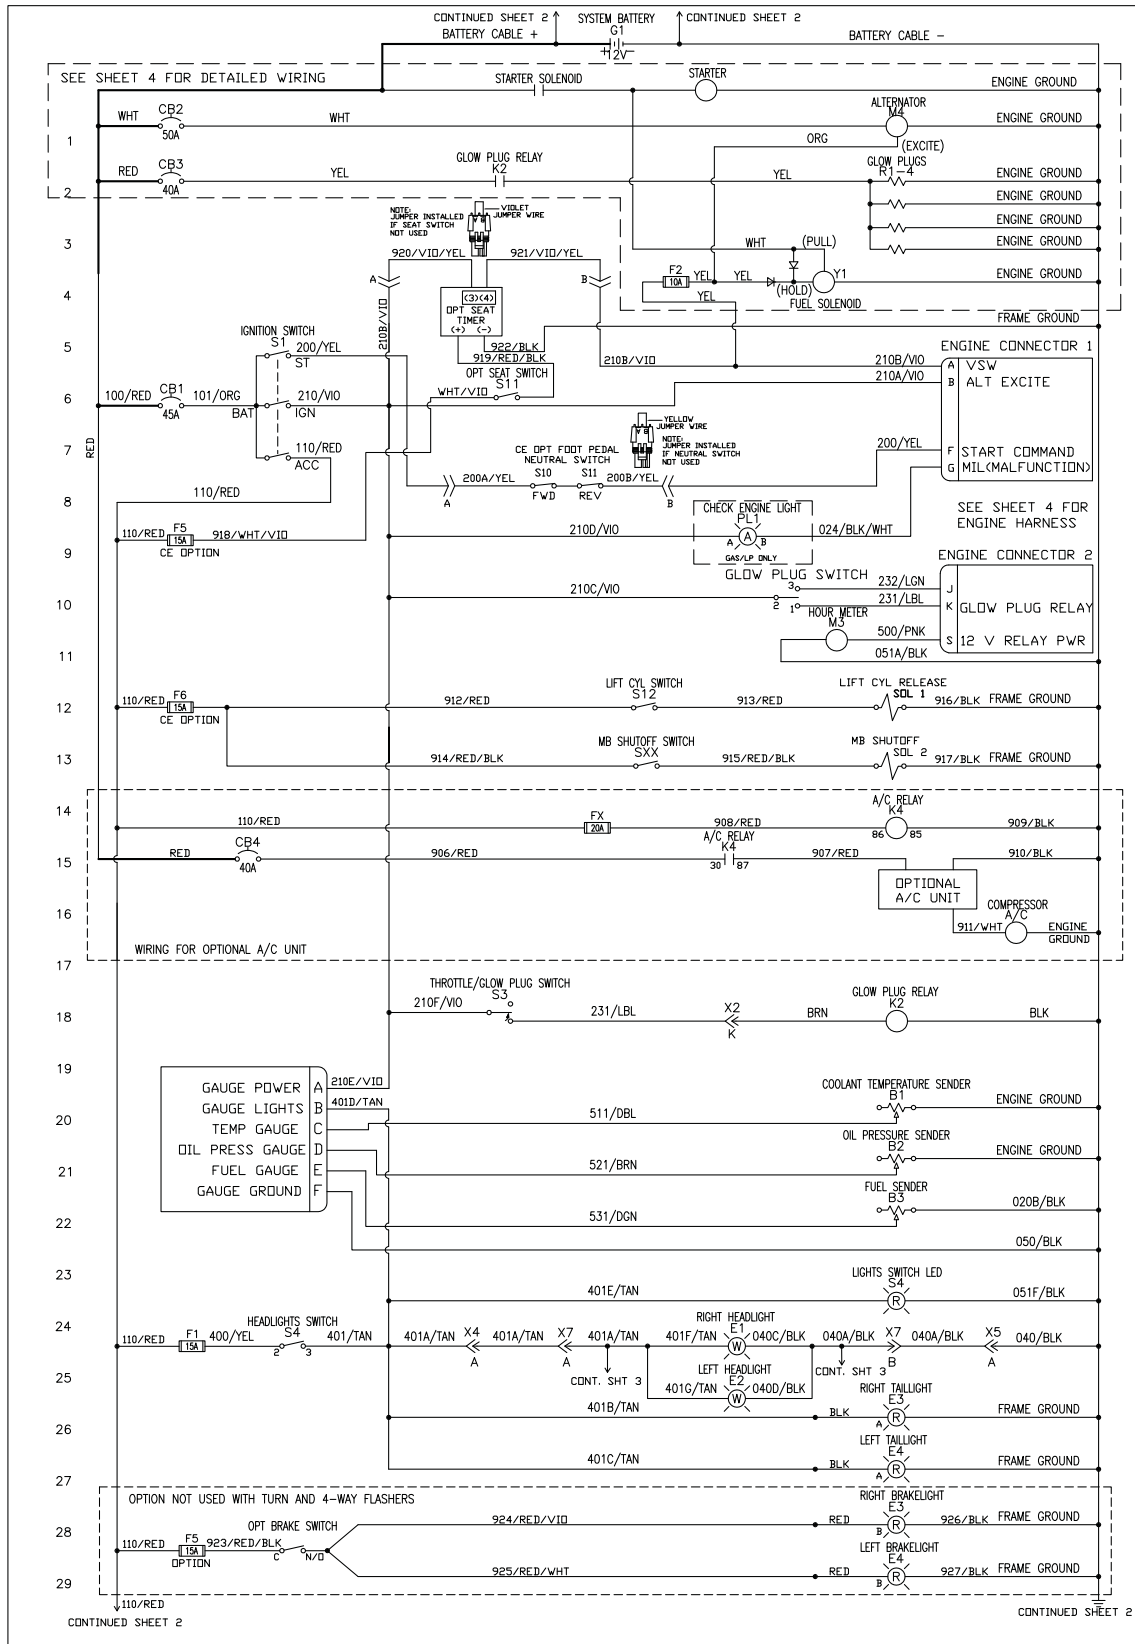 CONTINUED SHEET 2
SYSTEM BATTERY
CONTINUED SHEET 2
BATTERY CABLE +
G1
BATTERY CABLE -
+ 12V-
SEE SHEET 4 FOR DETAILED WIRING
STARTER SOLENOID
STARTER
ENGINE GROUND
WHT
CB2
50A
WHT
ALTERNATOR
M4
ENGINE GROUND
1
ORG
(EXCITE)
RED
CB3
40A
YEL
GLOW PLUG RELAY
K2
YEL
GLOW PLUGS
R1-4
ENGINE GROUND
2
ENGINE GROUND
NOTE:
JUMPER INSTALLED
IF SEAT SWITCH
NOT USED
VIOLET
JUMPER WIRE
ENGINE GROUND
3
920/VIO/YEL
921/VIO/YEL
WHT
(PULL)
ENGINE GROUND
A
B
F2
10A
YEL
YEL
(HOLD)
Y1
ENGINE GROUND
4
(3)(4)
OPT SEAT
TIMER
(+) (-)
YEL
FUEL SOLENOID
210B/VIO
FRAME GROUND
5
IGNITION SWITCH
S1
200/YEL
ST
922/BLK
919/RED/BLK
210B/VIO
210B/VIO
ENGINE CONNECTOR 1
A VSW
OPT SEAT SWITCH
S11
210A/VIO
B ALT EXCITE
6
100/RED
CB1
45A
101/ORG
BAT
210/VIO
IGN
WHT/VIO
YELLOW
JUMPER WIRE
NOTE:
JUMPER INSTALLED
IF NEUTRAL SWITCH
NOT USED
7
RED
110/RED
ACC
CE OPT FOOT PEDAL
NEUTRAL SWITCH
200/YEL
F START COMMAND
G MIL(MALFUNCTION)
200A/YEL
S10
FWD
S11
REV
200B/YEL
A
B
8
110/RED
CHECK ENGINE LIGHT
PL1
SEE SHEET 4 FOR
ENGINE HARNESS
110/RED
F5
15A
918/WHT/VIO
CE OPTION
210D/VIO
A A B
024/BLK/WHT
GAS/LP ONLY
9
ENGINE CONNECTOR 2
GLOW PLUG SWITCH
210C/VIO
3
2
1
232/LGN
J
231/LBL
K GLOW PLUG RELAY
10
HOUR METER
M3
500/PNK
S 12 V RELAY PWR
11
051A/BLK
LIFT CYL SWITCH
S12
LIFT CYL RELEASE
SOL 1
12
110/RED
F6
15A
CE OPTION
912/RED
913/RED
916/BLK
FRAME GROUND
MB SHUTOFF SWITCH
SXX
MB SHUTOFF
SOL 2
13
914/RED/BLK
915/RED/BLK
917/BLK
FRAME GROUND
14
110/RED
FX
20A
908/RED
A/C RELAY
K4
86
85
909/BLK
A/C RELAY
K4
15
RED
CB4
40A
906/RED
30
87
907/RED
910/BLK
OPTIONAL
A/C UNIT
16
COMPRESSOR
A/C
911/WHT
ENGINE
GROUND
WIRING FOR OPTIONAL A/C UNIT
17
THROTTLE/GLOW PLUG SWITCH
S3
GLOW PLUG RELAY
K2
18
210F/VIO
231/LBL
X2
K
BRN
BLK
19
GAUGE POWER A
210E/VIO
COOLANT TEMPERATURE SENDER
B1
GAUGE LIGHTS B
401D/TAN
ENGINE GROUND
20
TEMP GAUGE C
511/DBL
OIL PRESSURE SENDER
B2
OIL PRESS GAUGE D
521/BRN
ENGINE GROUND
21
FUEL GAUGE E
FUEL SENDER
B3
GAUGE GROUND F
531/DGN
020B/BLK
22
050/BLK
23
LIGHTS SWITCH LED
S4
401E/TAN
R
051F/BLK
24
HEADLIGHTS SWITCH
110/RED
F1
15A
400/YEL
S4
2
3
401/TAN
401A/TAN
X4
A
401A/TAN
X7
A
401A/TAN
401F/TAN
RIGHT HEADLIGHT
E1
W
040C/BLK
040A/BLK
X7
B
040A/BLK
X5
A
040/BLK
25
CONT. SHT 3
LEFT HEADLIGHT
E2
401G/TAN
W
040D/BLK
CONT. SHT 3
401B/TAN
RIGHT TAILLIGHT
E3
BLK
A
R
FRAME GROUND
26
401C/TAN
LEFT TAILLIGHT
E4
BLK
A
R
FRAME GROUND
27
OPTION NOT USED WITH TURN AND 4-WAY FLASHERS
RIGHT BRAKELIGHT
E3
924/RED/VIO
RED
B
R
926/BLK
FRAME GROUND
28
110/RED
F5
15A
OPTION
923/RED/BLK
OPT BRAKE SWITCH
C
N/O
LEFT BRAKELIGHT
E4
29
925/RED/WHT
RED
B
R
927/BLK
FRAME GROUND
110/RED
CONTINUED SHEET 2
CONTINUED SHEET 2